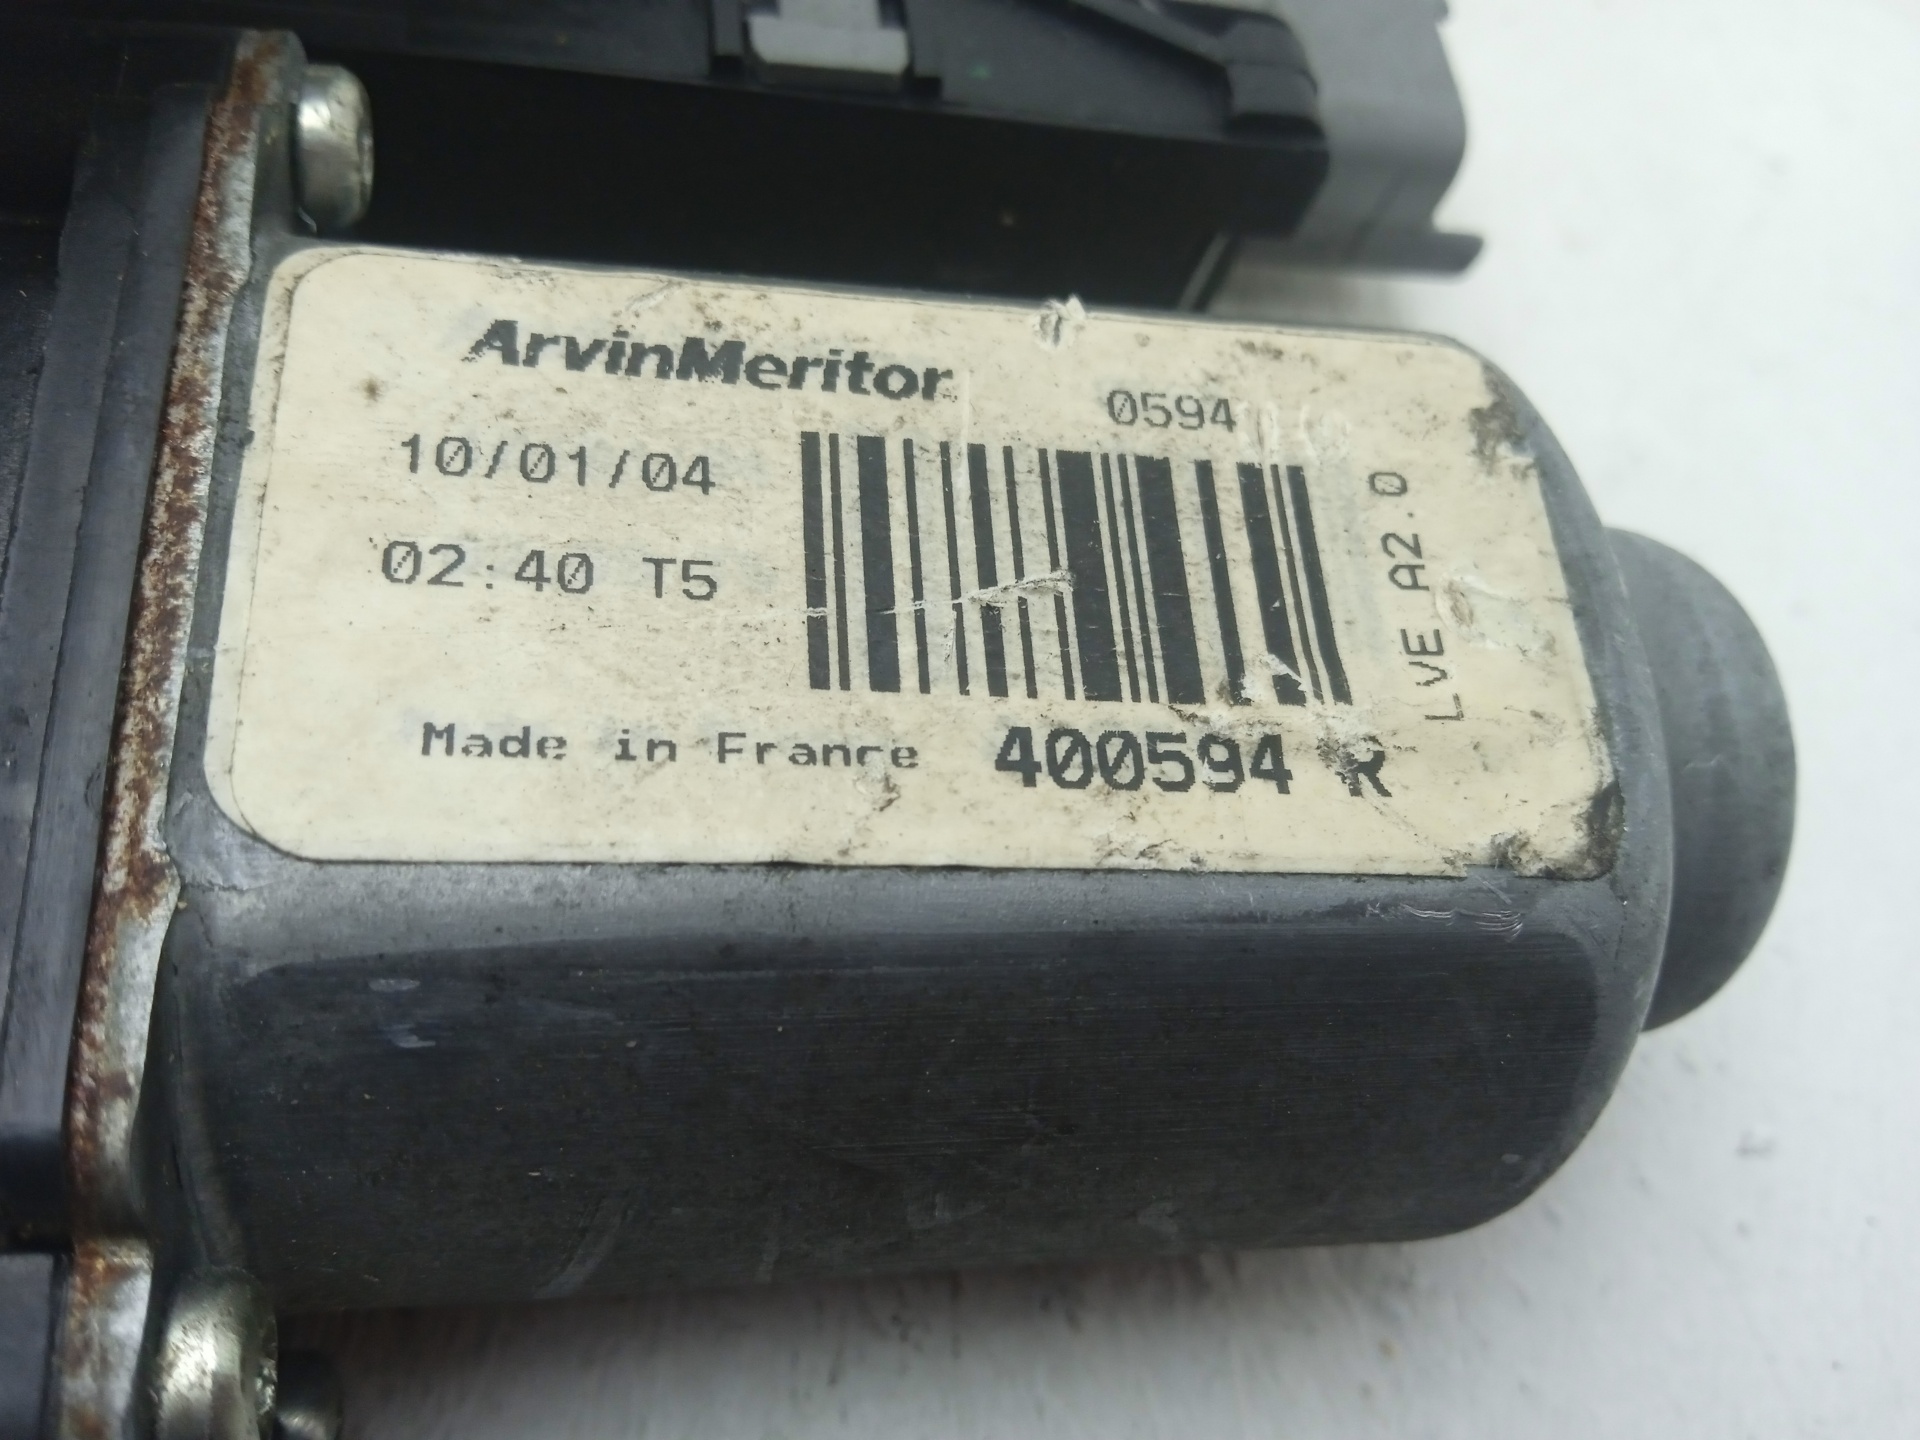 ArvinMeritor
0594
10/01/04
02:40 T5
LVE A2.0
Made in France
400594 R